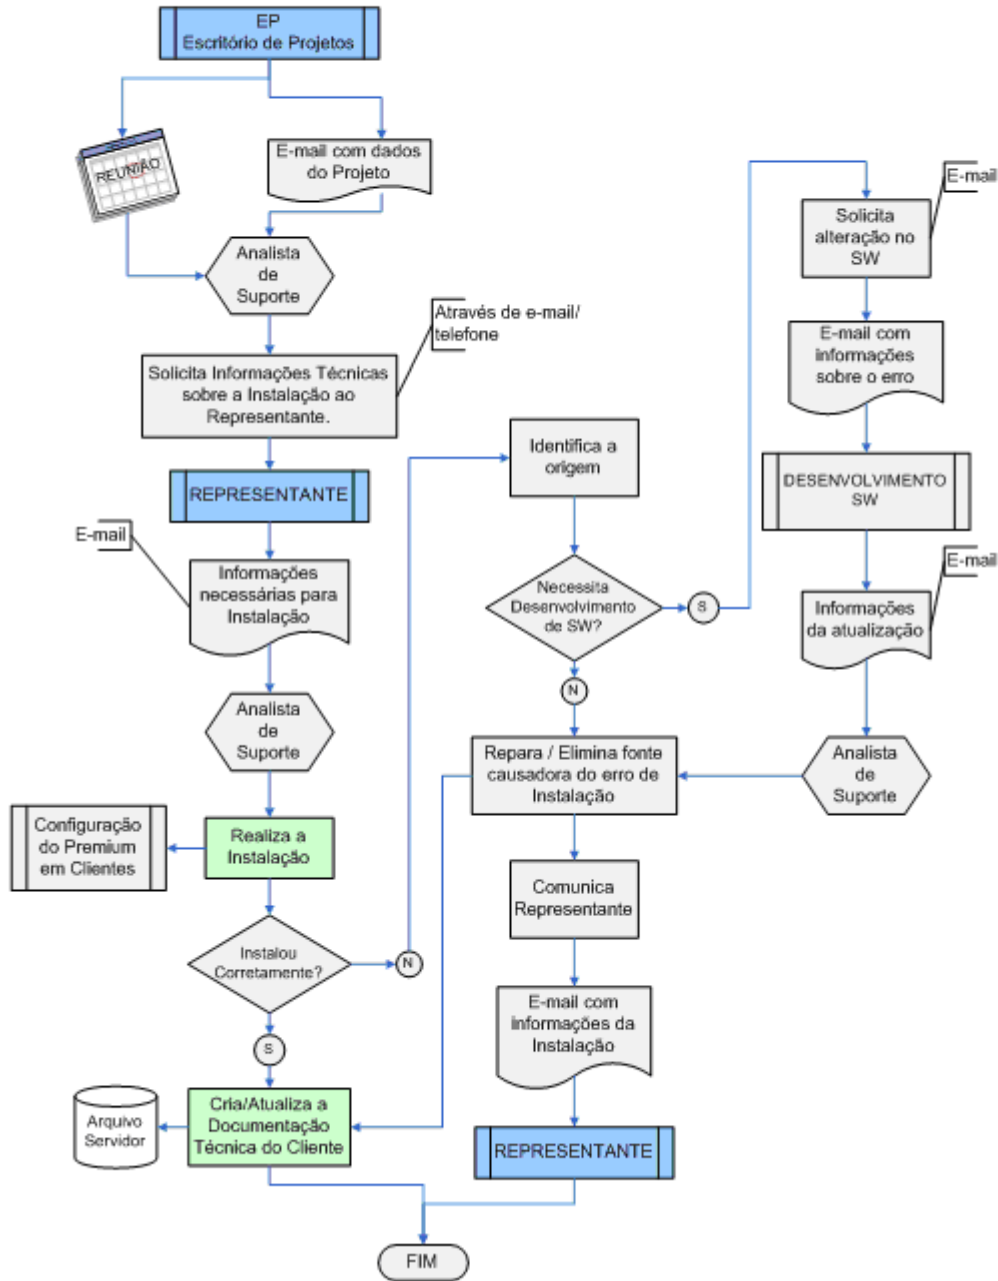 EP
Escritório de Projetos
REUNIÃO
E-mail com dados
do Projeto
Analista
de
Suporte
Através de e-mail/
telefone
Solicita Informações Técnicas
sobre a Instalação ao
Representante.
REPRESENTANTE
E-mail
Informações
necessárias para
Instalação
Analista
de
Suporte
Configuração
do Premium
em Clientes
Realiza a
Instalação
Instalou
Corretamente?
N
S
Arquivo
Servidor
Cria/Atualiza a
Documentação
Técnica do Cliente
Identifica a
origem
Necessita
Desenvolvimento
de SW?
S
N
Repara / Elimina fonte
causadora do erro de
Instalação
Comunica
Representante
E-mail com
informações da
Instalação
REPRESENTANTE
E-mail
Solicita
alteração no
SW
E-mail com
informações
sobre o erro
DESENVOLVIMENTO
SW
E-mail
Informações
da atualização
Analista
de
Suporte
FIM